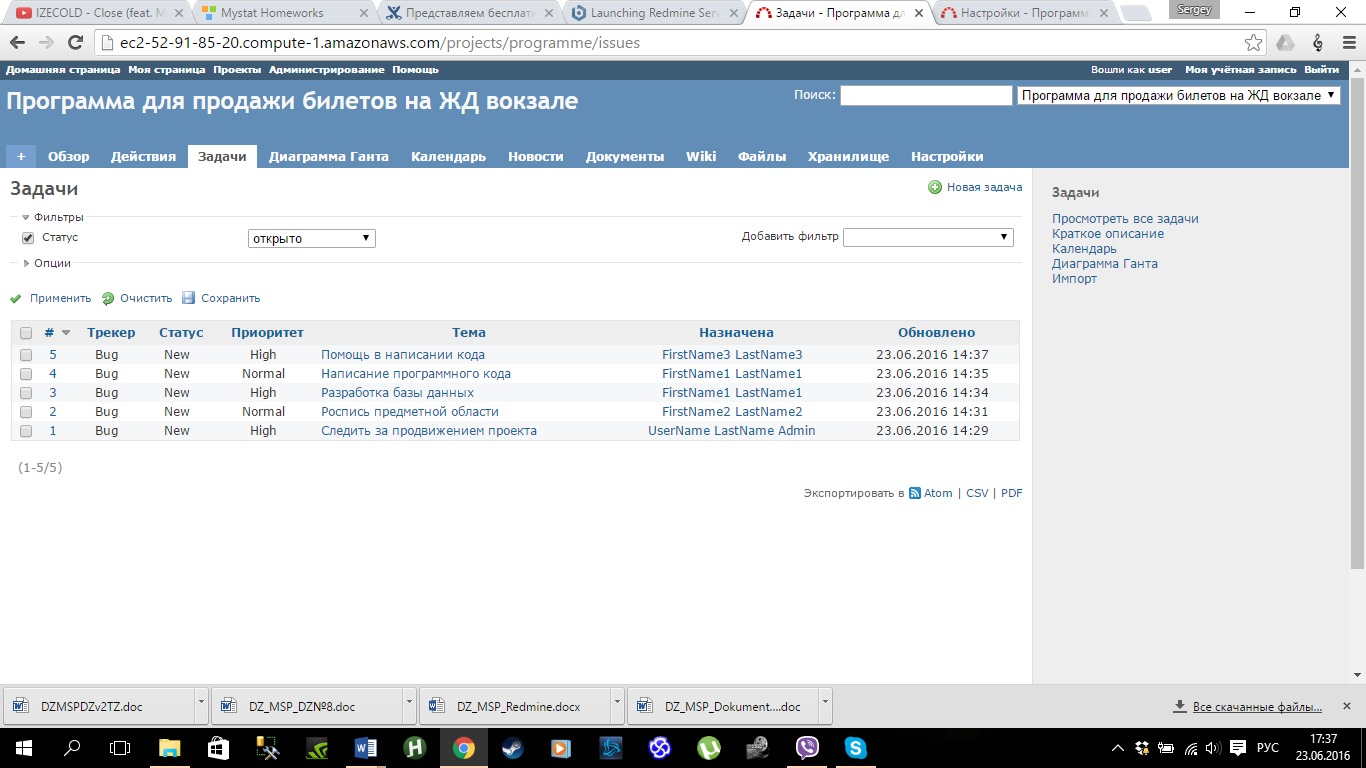 IZECOLD - Close (feat. M
Mystat Homeworks
Представляем бесплатн
Launching Redmine Serv
Задачи - Программа дл
Настройки - Программ
Sergey
ec2-52-91-85-20.compute-1.amazonaws.com/projects/programme/issues
Домашняя страница Моя страница Проекты Администрирование Помощь
Вошли как user Моя учётная запись Выйти
Программа для продажи билетов на ЖД вокзале
Поиск:
Программа для продажи билетов на ЖД вокзале
+ Обзор Действия Задачи Диаграмма Ганта Календарь Новости Документы Wiki Файлы Хранилище Настройки
Задачи
Новая задача
Фильтры
Статус
открыто
Добавить фильтр
Опции
Применить Очистить Сохранить
# Трекер Статус Приоритет Тема Назначена Обновлено
5 Bug New High Помощь в написании кода FirstName3 LastName3 23.06.2016 14:37
4 Bug New Normal Написание программного кода FirstName1 LastName1 23.06.2016 14:35
3 Bug New High Разработка базы данных FirstName1 LastName1 23.06.2016 14:34
2 Bug New Normal Роспись предметной области FirstName2 LastName2 23.06.2016 14:31
1 Bug New High Следить за продвижением проекта UserName LastName Admin 23.06.2016 14:29
(1-5/5)
Экспортировать в Atom | CSV | PDF
Задачи
Просмотреть все задачи
Краткое описание
Календарь
Диаграмма Ганта
Импорт
DZMSPDZv2TZ.doc
DZ_MSP_DZ№8.doc
DZ_MSP_Redmine.docx
DZ_MSP_Dokument....doc
Все скачанные файлы...
РУС
17:37
23.06.2016